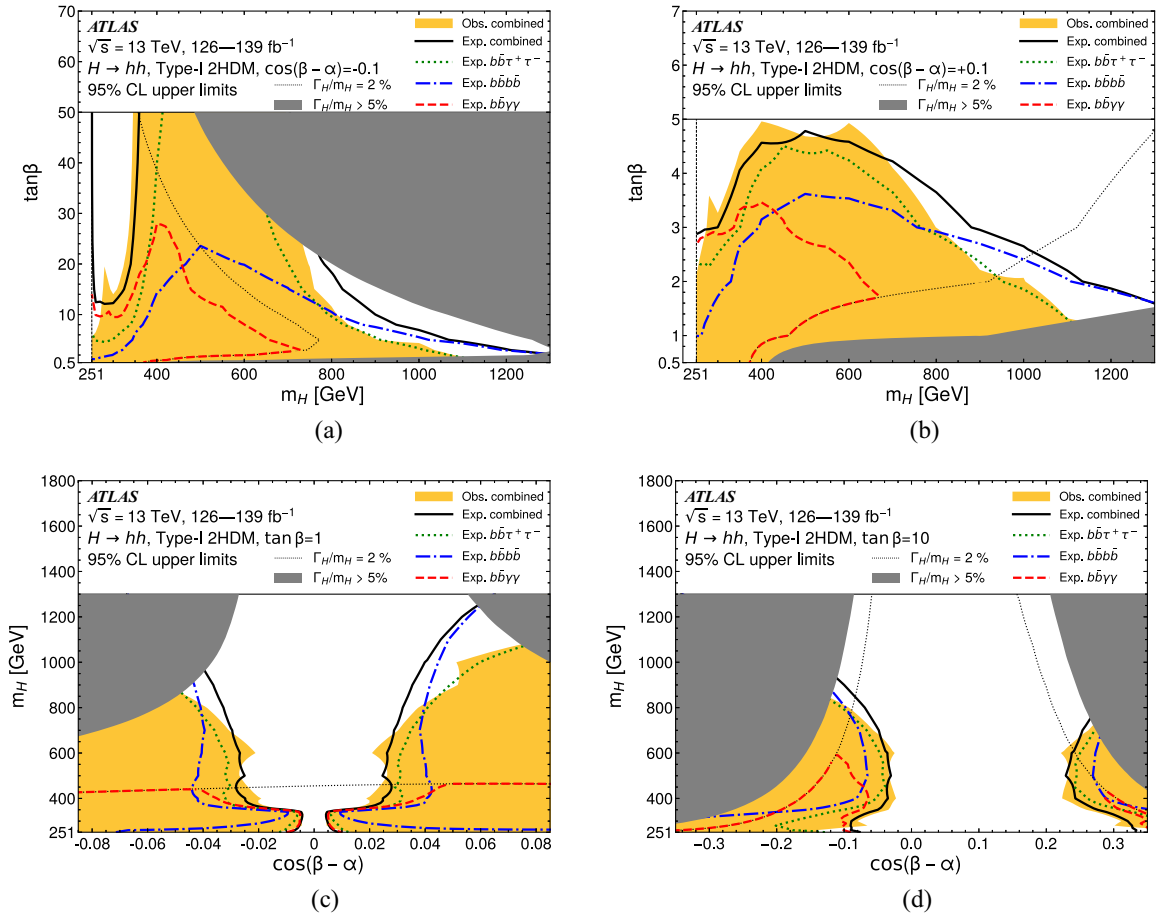 ATLAS
√s = 13 TeV, 126—139 fb⁻¹
H → hh, Type-I 2HDM, cos(β − α)=-0.1
95% CL upper limits
Γ_H/m_H = 2 %
Γ_H/m_H > 5%
Obs. combined
Exp. combined
Exp. bb̄τ⁺τ⁻
Exp. bb̄bb̄
Exp. bb̄γγ
tanβ
70
60
50
40
30
20
10
0.5
251 400 600 800 1000 1200
m_H [GeV]
(a)
ATLAS
√s = 13 TeV, 126—139 fb⁻¹
H → hh, Type-I 2HDM, cos(β − α)=+0.1
95% CL upper limits
Γ_H/m_H = 2 %
Γ_H/m_H > 5%
Obs. combined
Exp. combined
Exp. bb̄τ⁺τ⁻
Exp. bb̄bb̄
Exp. bb̄γγ
tanβ
7
6
5
4
3
2
1
0.5
251 400 600 800 1000 1200
m_H [GeV]
(b)
ATLAS
√s = 13 TeV, 126—139 fb⁻¹
H → hh, Type-I 2HDM, tan β=1
95% CL upper limits
Γ_H/m_H = 2 %
Γ_H/m_H > 5%
Obs. combined
Exp. combined
Exp. bb̄τ⁺τ⁻
Exp. bb̄bb̄
Exp. bb̄γγ
m_H [GeV]
1800
1600
1400
1200
1000
800
600
400
251
-0.08 -0.06 -0.04 -0.02 0 0.02 0.04 0.06 0.08
cos(β − α)
(c)
ATLAS
√s = 13 TeV, 126—139 fb⁻¹
H → hh, Type-I 2HDM, tan β=10
95% CL upper limits
Γ_H/m_H = 2 %
Γ_H/m_H > 5%
Obs. combined
Exp. combined
Exp. bb̄τ⁺τ⁻
Exp. bb̄bb̄
Exp. bb̄γγ
m_H [GeV]
1800
1600
1400
1200
1000
800
600
400
251
−0.3 −0.2 −0.1 0.0 0.1 0.2 0.3
cos(β − α)
(d)